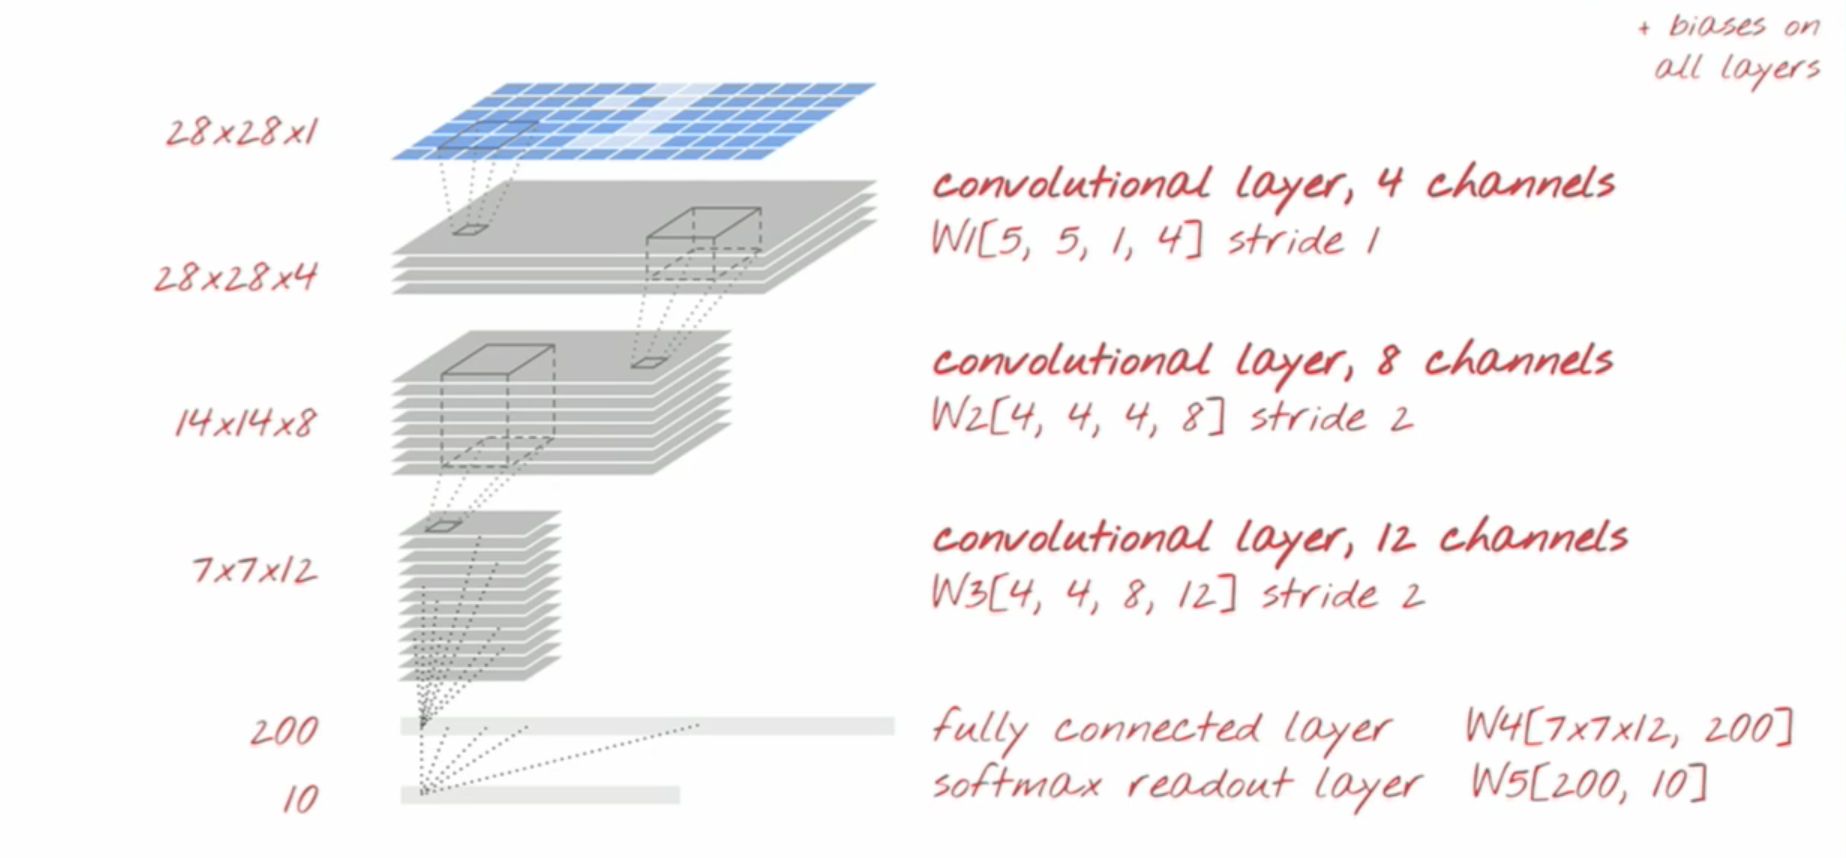 + biases on
all layers
28x28x1
convolutional layer, 4 channels
W1[5, 5, 1, 4] stride 1
28x28x4
convolutional layer, 8 channels
W2[4, 4, 4, 8] stride 2
14x14x8
convolutional layer, 12 channels
W3[4, 4, 8, 12] stride 2
7x7x12
200
fully connected layer W4[7x7x12, 200]
softmax readout layer W5[200, 10]
10